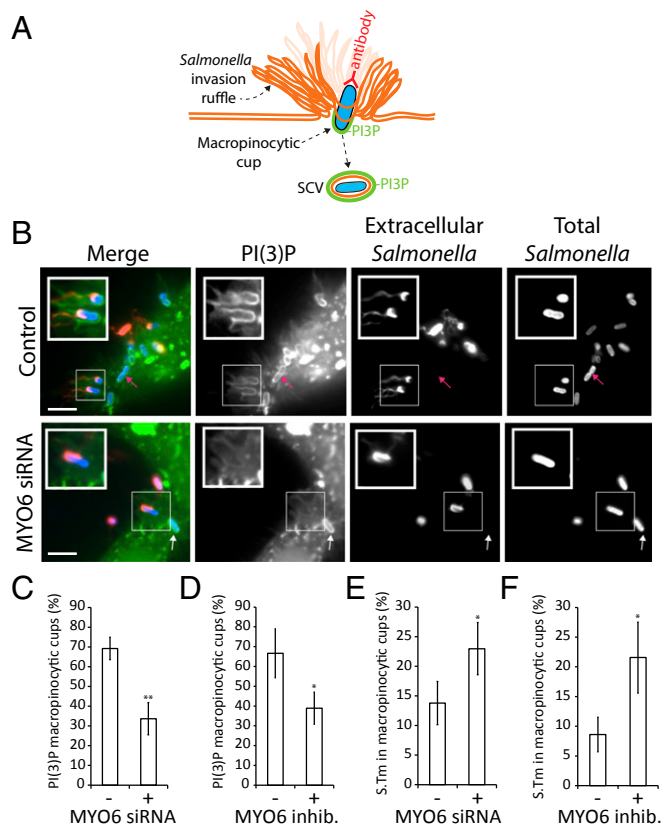 A
Salmonella
invasion
ruffle
antibody
PI3P
Macropinocytic
cup
SCV
PI3P
B
Merge
PI(3)P
Extracellular
Salmonella
Total
Salmonella
Control
MYO6 siRNA
C
PI(3)P macropinocytic cups (%)
90
80
70
60
50
40
30
20
10
0
**
- +
MYO6 siRNA
D
PI(3)P macropinocytic cups (%)
90
80
70
60
50
40
30
20
10
0
*
- +
MYO6 inhib.
E
S.Tm in macropinocytic cups (%)
30
25
20
15
10
5
0
*
- +
MYO6 siRNA
F
S.Tm in macropinocytic cups (%)
30
25
20
15
10
5
0
*
- +
MYO6 inhib.